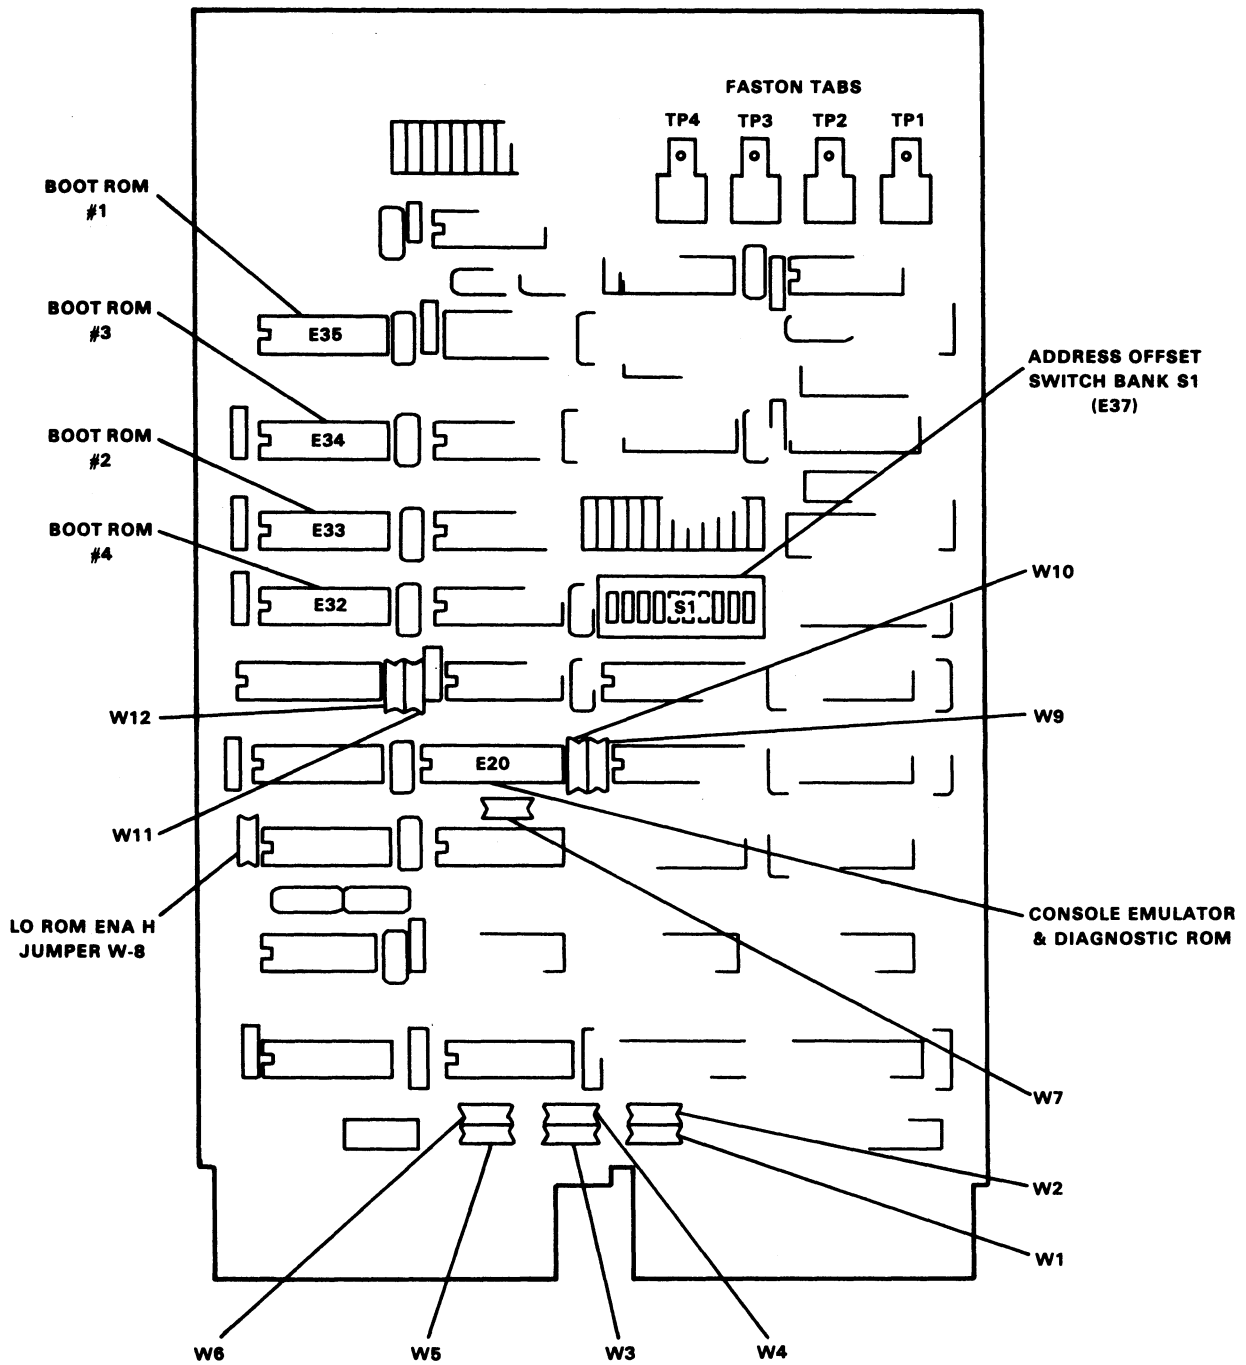 FASTON TABS
TP4 TP3 TP2 TP1
BOOT ROM
#1
BOOT ROM
#3
E35
ADDRESS OFFSET
SWITCH BANK S1
(E37)
BOOT ROM
#2
E34
BOOT ROM
#4
E33
W10
E32
S1
W12
W9
E20
W11
LO ROM ENA H
JUMPER W-8
CONSOLE EMULATOR
& DIAGNOSTIC ROM
W7
W2
W1
W6 W5 W3 W4